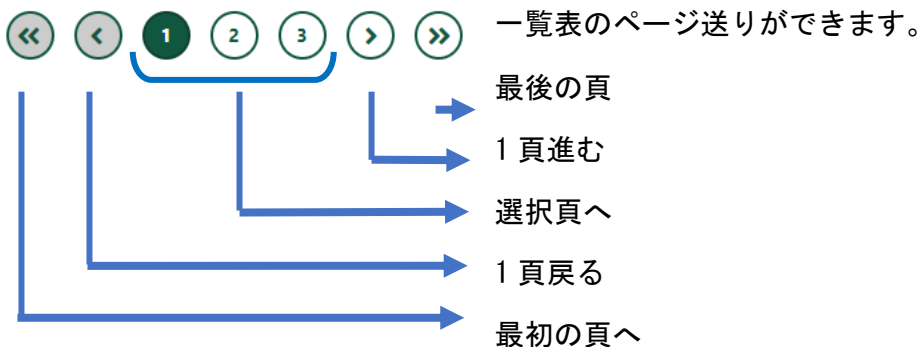 « ‹ 1 2 3 › » 一覧表のページ送りができます。
最後の頁
1頁進む
選択頁へ
1頁戻る
最初の頁へ